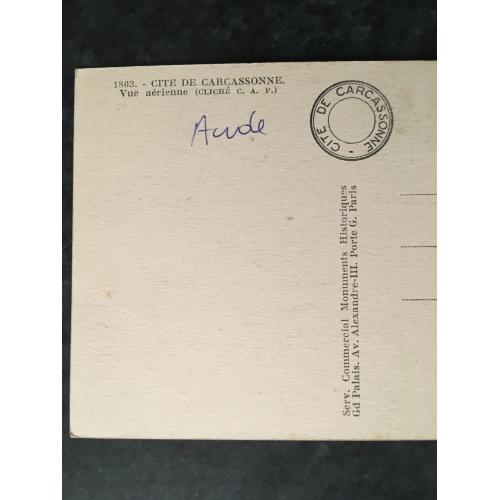 1803. - CITE DE CARCASSONNE.
Vue aérienne (CLICHÉ C. A. F.)
Aude
CITE DE CARCASSONNE -
Serv. Commercial Monuments Historiques
Gd Palais. Av. Alexandre-III. Porte G. Paris